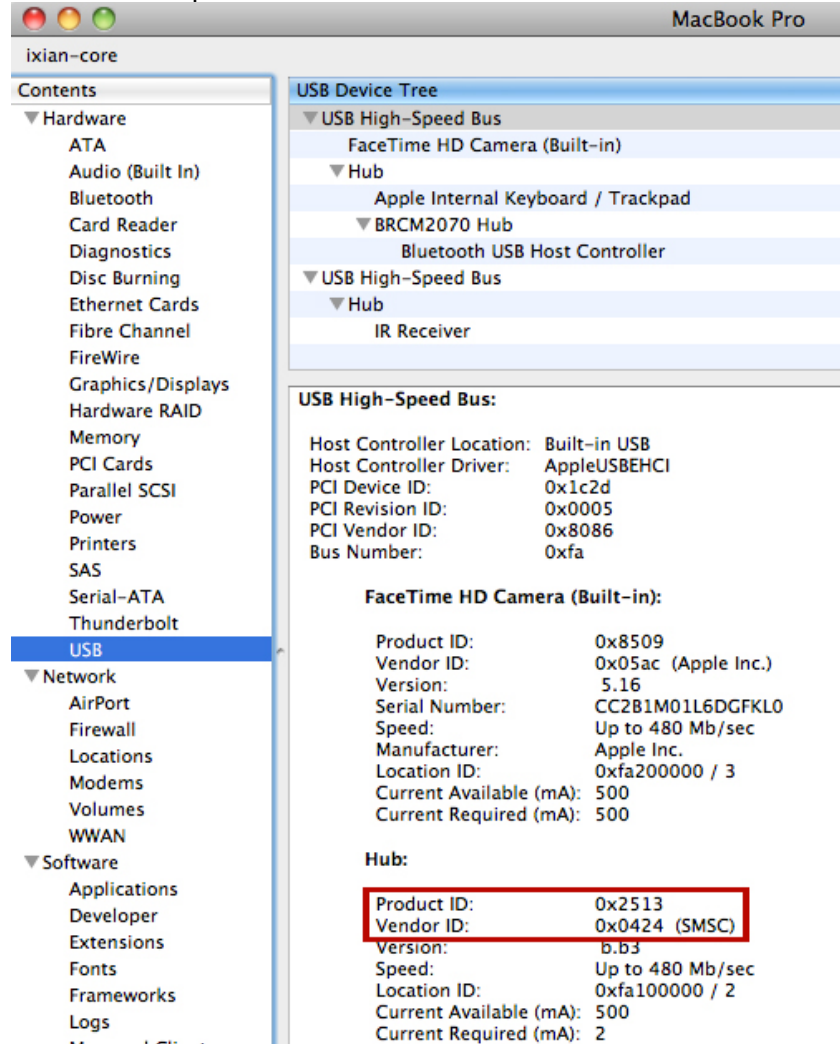 MacBook Pro
ixian-core
Contents
Hardware
ATA
Audio (Built In)
Bluetooth
Card Reader
Diagnostics
Disc Burning
Ethernet Cards
Fibre Channel
FireWire
Graphics/Displays
Hardware RAID
Memory
PCI Cards
Parallel SCSI
Power
Printers
SAS
Serial-ATA
Thunderbolt
USB
Network
AirPort
Firewall
Locations
Modems
Volumes
WWAN
Software
Applications
Developer
Extensions
Fonts
Frameworks
Logs
USB Device Tree
USB High-Speed Bus
FaceTime HD Camera (Built-in)
Hub
Apple Internal Keyboard / Trackpad
BRCM2070 Hub
Bluetooth USB Host Controller
USB High-Speed Bus
Hub
IR Receiver
USB High-Speed Bus:
Host Controller Location: Built-in USB
Host Controller Driver: AppleUSBEHCI
PCI Device ID: 0x1c2d
PCI Revision ID: 0x0005
PCI Vendor ID: 0x8086
Bus Number: 0xfa
FaceTime HD Camera (Built-in):
Product ID: 0x8509
Vendor ID: 0x05ac (Apple Inc.)
Version: 5.16
Serial Number: CC2B1M01L6DGFKL0
Speed: Up to 480 Mb/sec
Manufacturer: Apple Inc.
Location ID: 0xfa200000 / 3
Current Available (mA): 500
Current Required (mA): 500
Hub:
Product ID: 0x2513
Vendor ID: 0x0424 (SMSC)
Version: b.b3
Speed: Up to 480 Mb/sec
Location ID: 0xfa100000 / 2
Current Available (mA): 500
Current Required (mA): 2